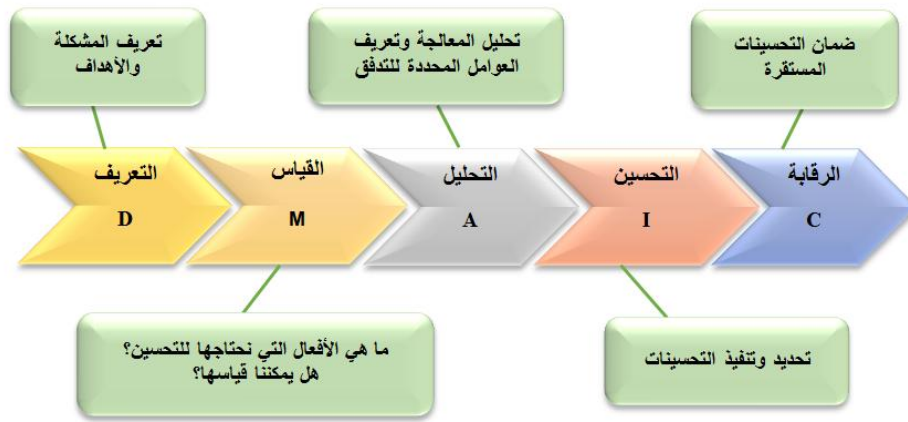 تعريف المشكلة
والأهداف
تحليل المعالجة وتعريف
العوامل المحددة للتدفق
ضمان التحسينات
المستقرة
التعريف
D
القياس
M
التحليل
A
التحسين
I
الرقابة
C
ما هي الأفعال التي نحتاجها للتحسين؟
هل يمكننا قياسها؟
تحديد وتنفيذ التحسينات